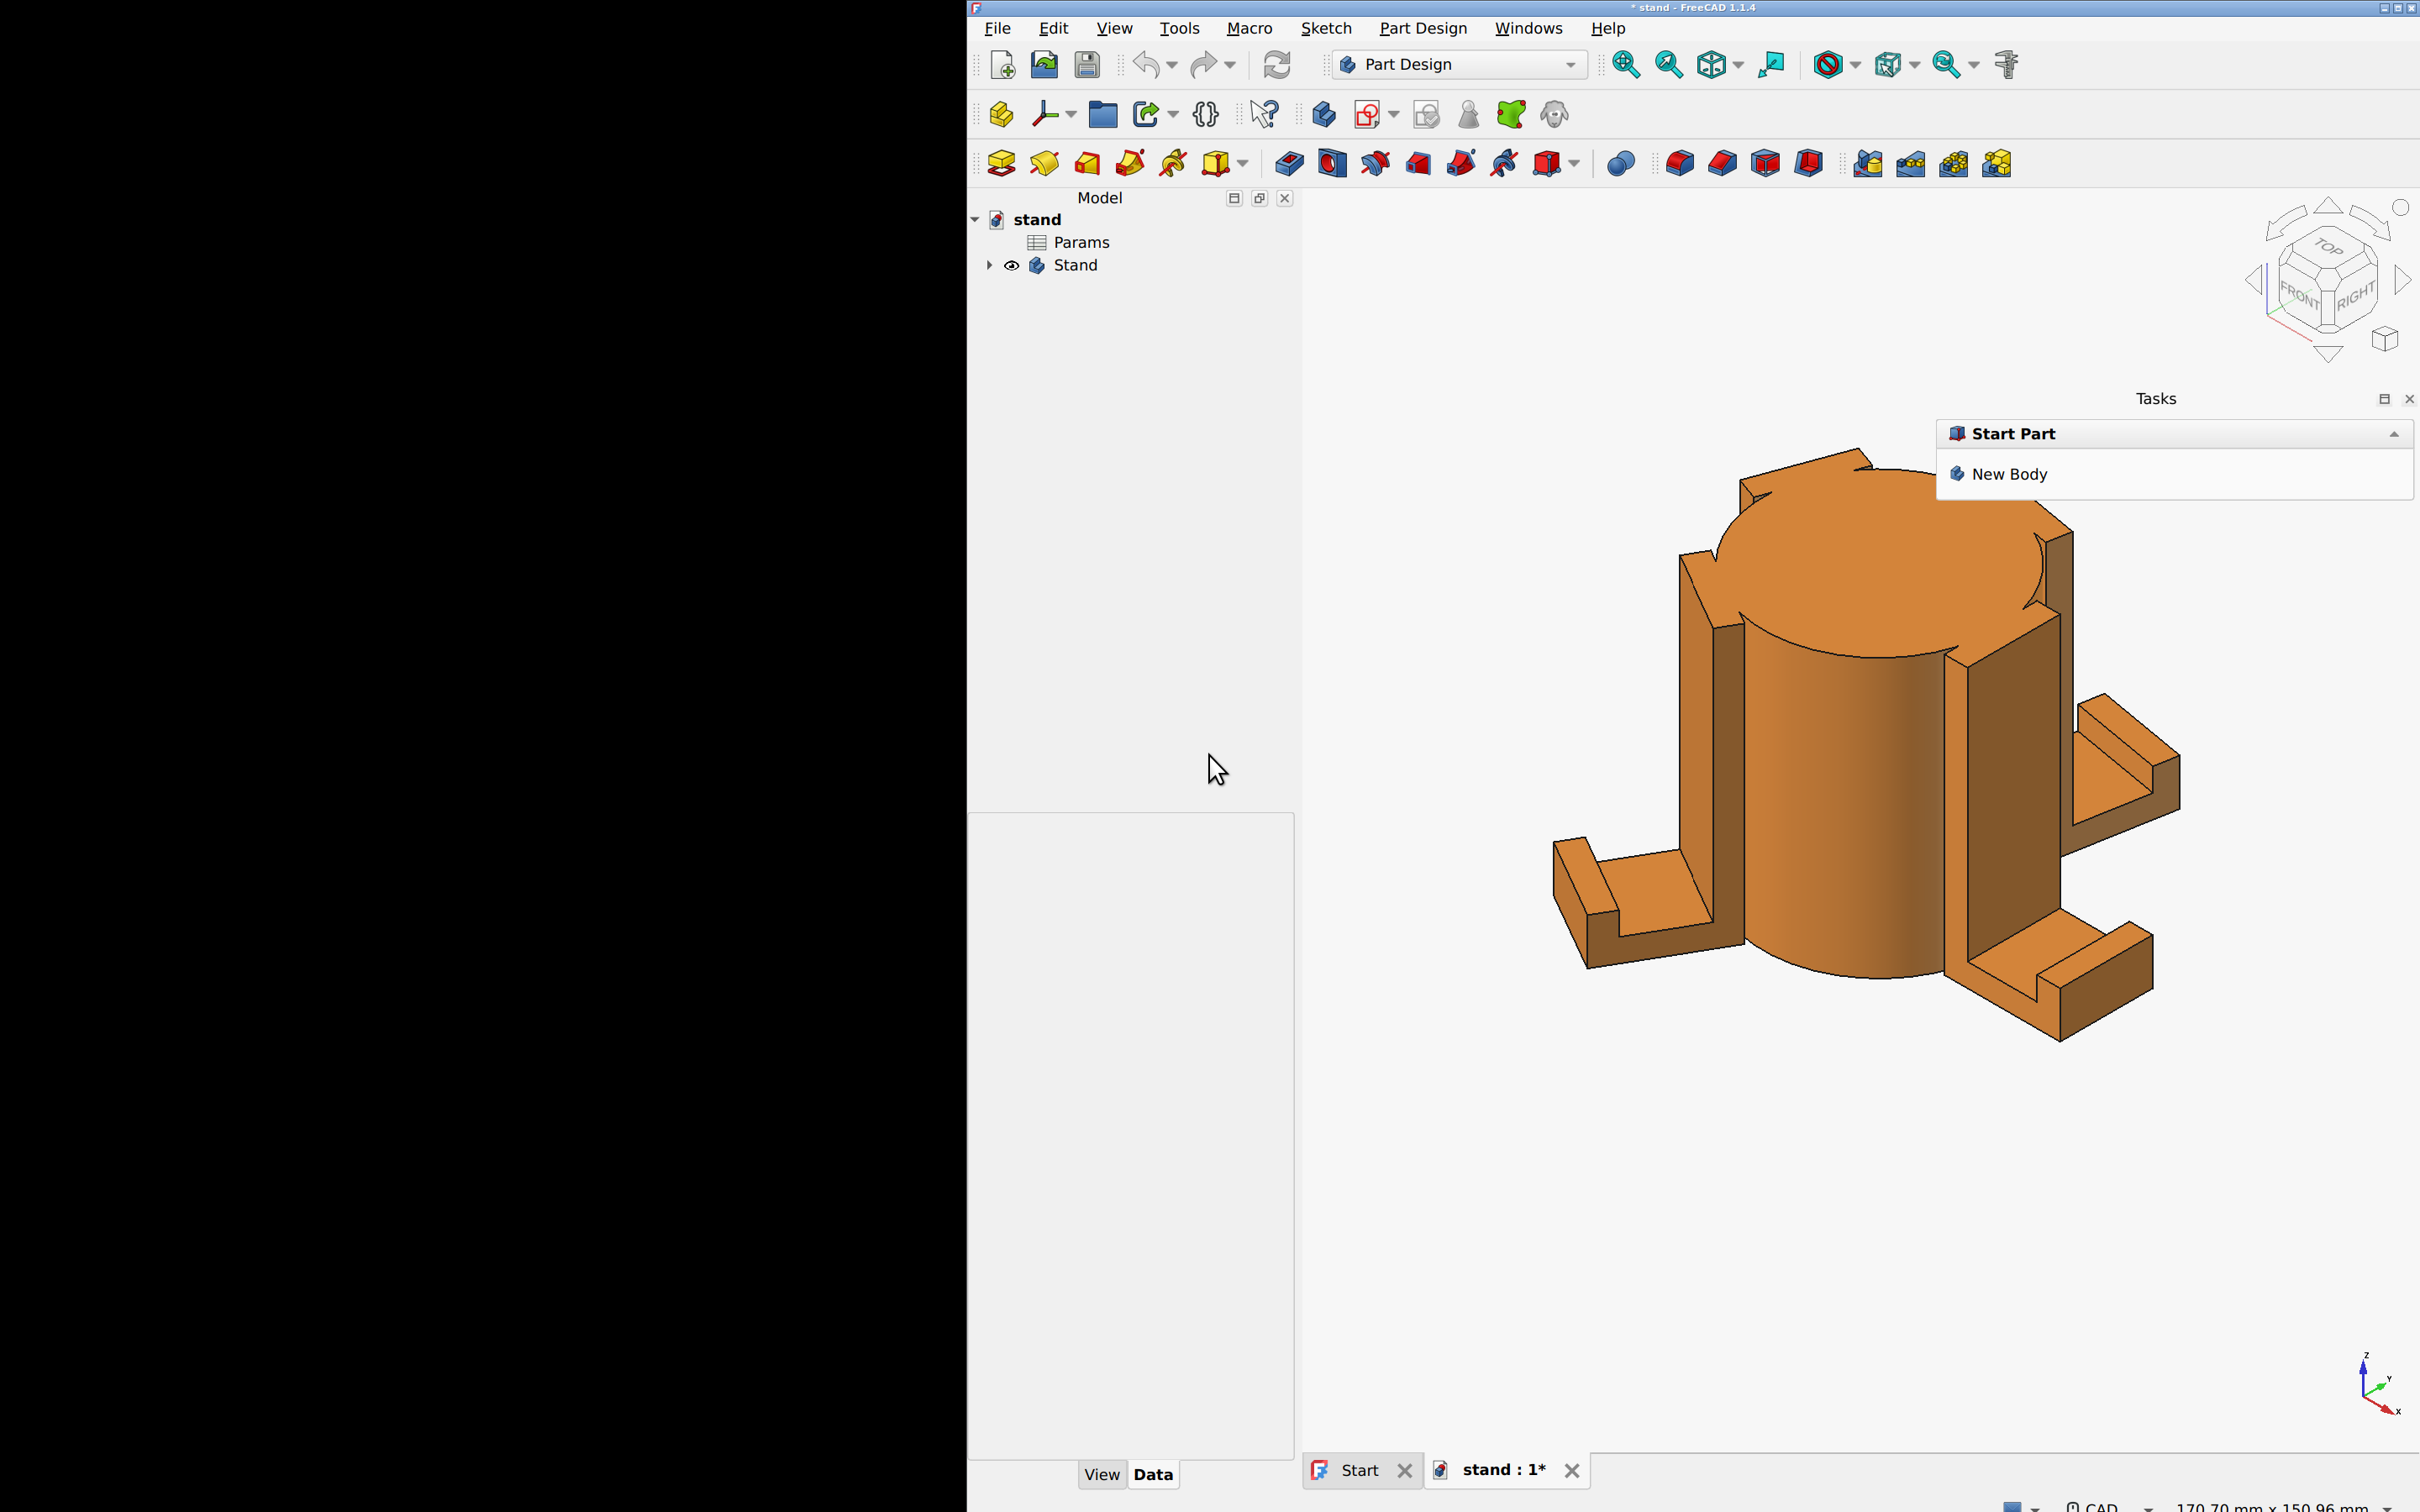 * stand - FreeCAD 1.1.4
File Edit View Tools Macro Sketch Part Design Windows Help
Part Design
Model
stand
Params
Stand
TOP
FRONT
RIGHT
Tasks
Start Part
New Body
Z
Y
X
View Data
Start
stand : 1*
CAD
170.70 mm x 150.96 mm